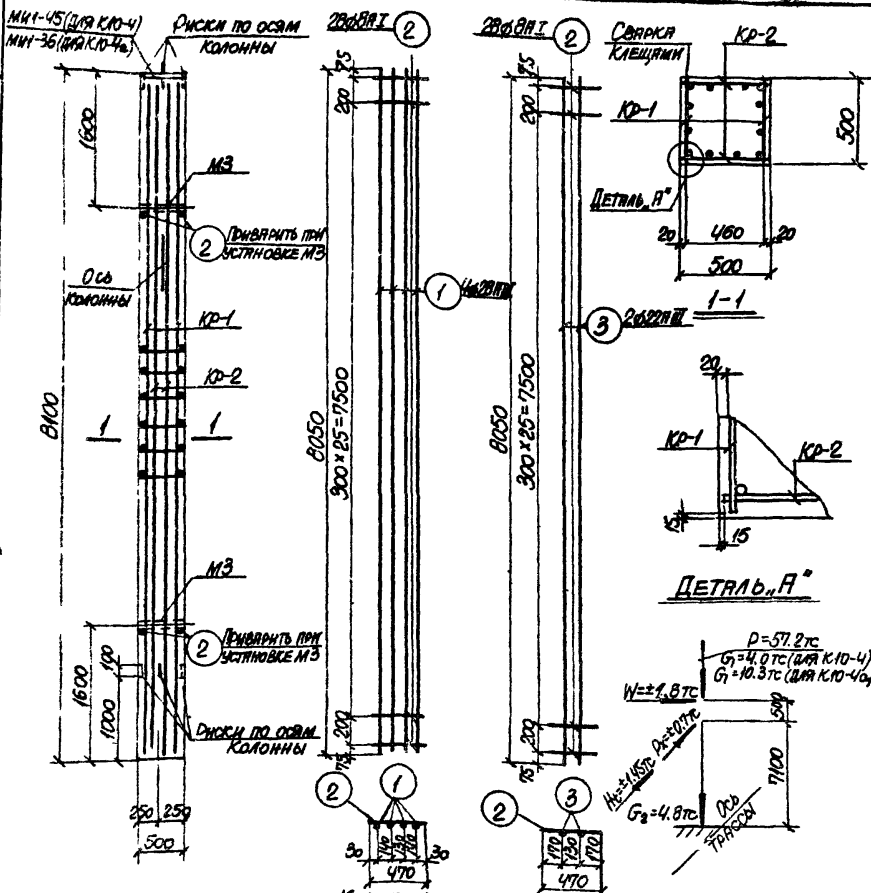 МН1-45 (для К10-4)
МН1-36 (для К10-4а)
Риски по осям
колонны
1600
М3
2
Приварить при
установке М3
Ось
колонны
КР-1
КР-2
8100
1
1
М3
2
Приварить при
установке М3
100
1600
1000
Риски по осям
колонны
250
250
500
28ф8АI
2
75
200
8050
300×25=7500
1
4ф28АIII
200
75
2
1
30
140
130
140
30
470
28ф8АI
2
75
200
8050
300×25=7500
3
2ф22АIII
200
75
2
3
170
130
170
470
Сварка
клещами
КР-2
КР-1
500
Деталь „А"
20
460
20
500
1-1
20
КР-1
КР-2
15
15
Деталь „А"
P=57.2тс
G1=4.0тс (для К10-4)
G1=10.3тс (для К10-4а)
W=±1.8тс
500
7100
G2=4.8тс
Ось
трассы